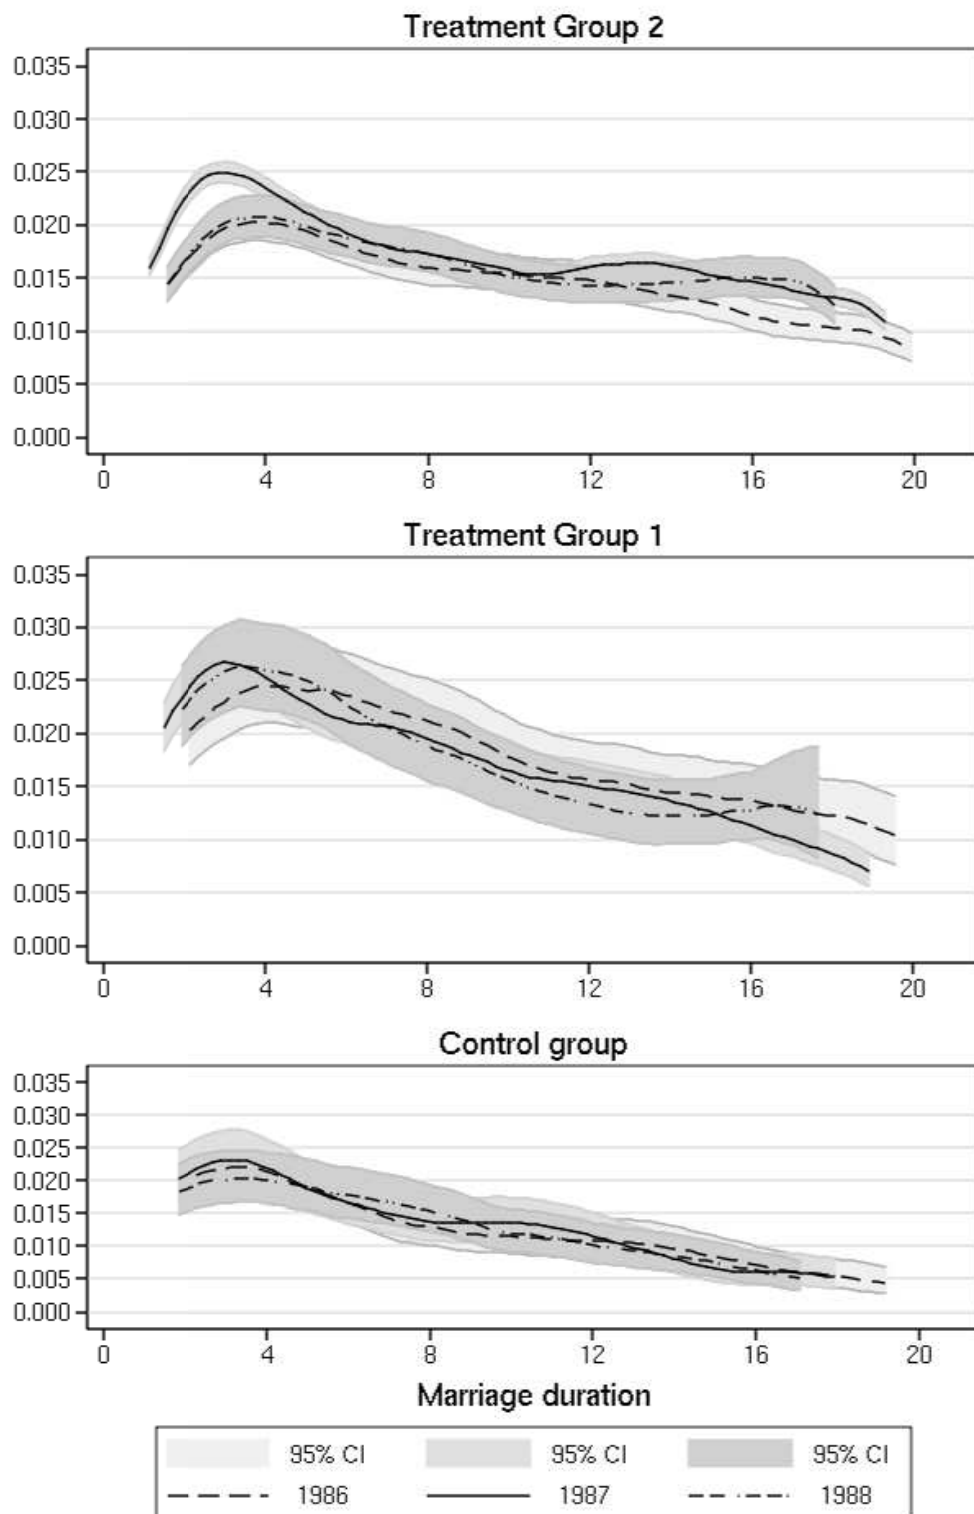 Treatment Group 2
0.035
0.030
0.025
0.020
0.015
0.010
0.005
0.000
0 4 8 12 16 20
Treatment Group 1
0.035
0.030
0.025
0.020
0.015
0.010
0.005
0.000
0 4 8 12 16 20
Control group
0.035
0.030
0.025
0.020
0.015
0.010
0.005
0.000
0 4 8 12 16 20
Marriage duration
95% CI 95% CI 95% CI
1986 1987 1988